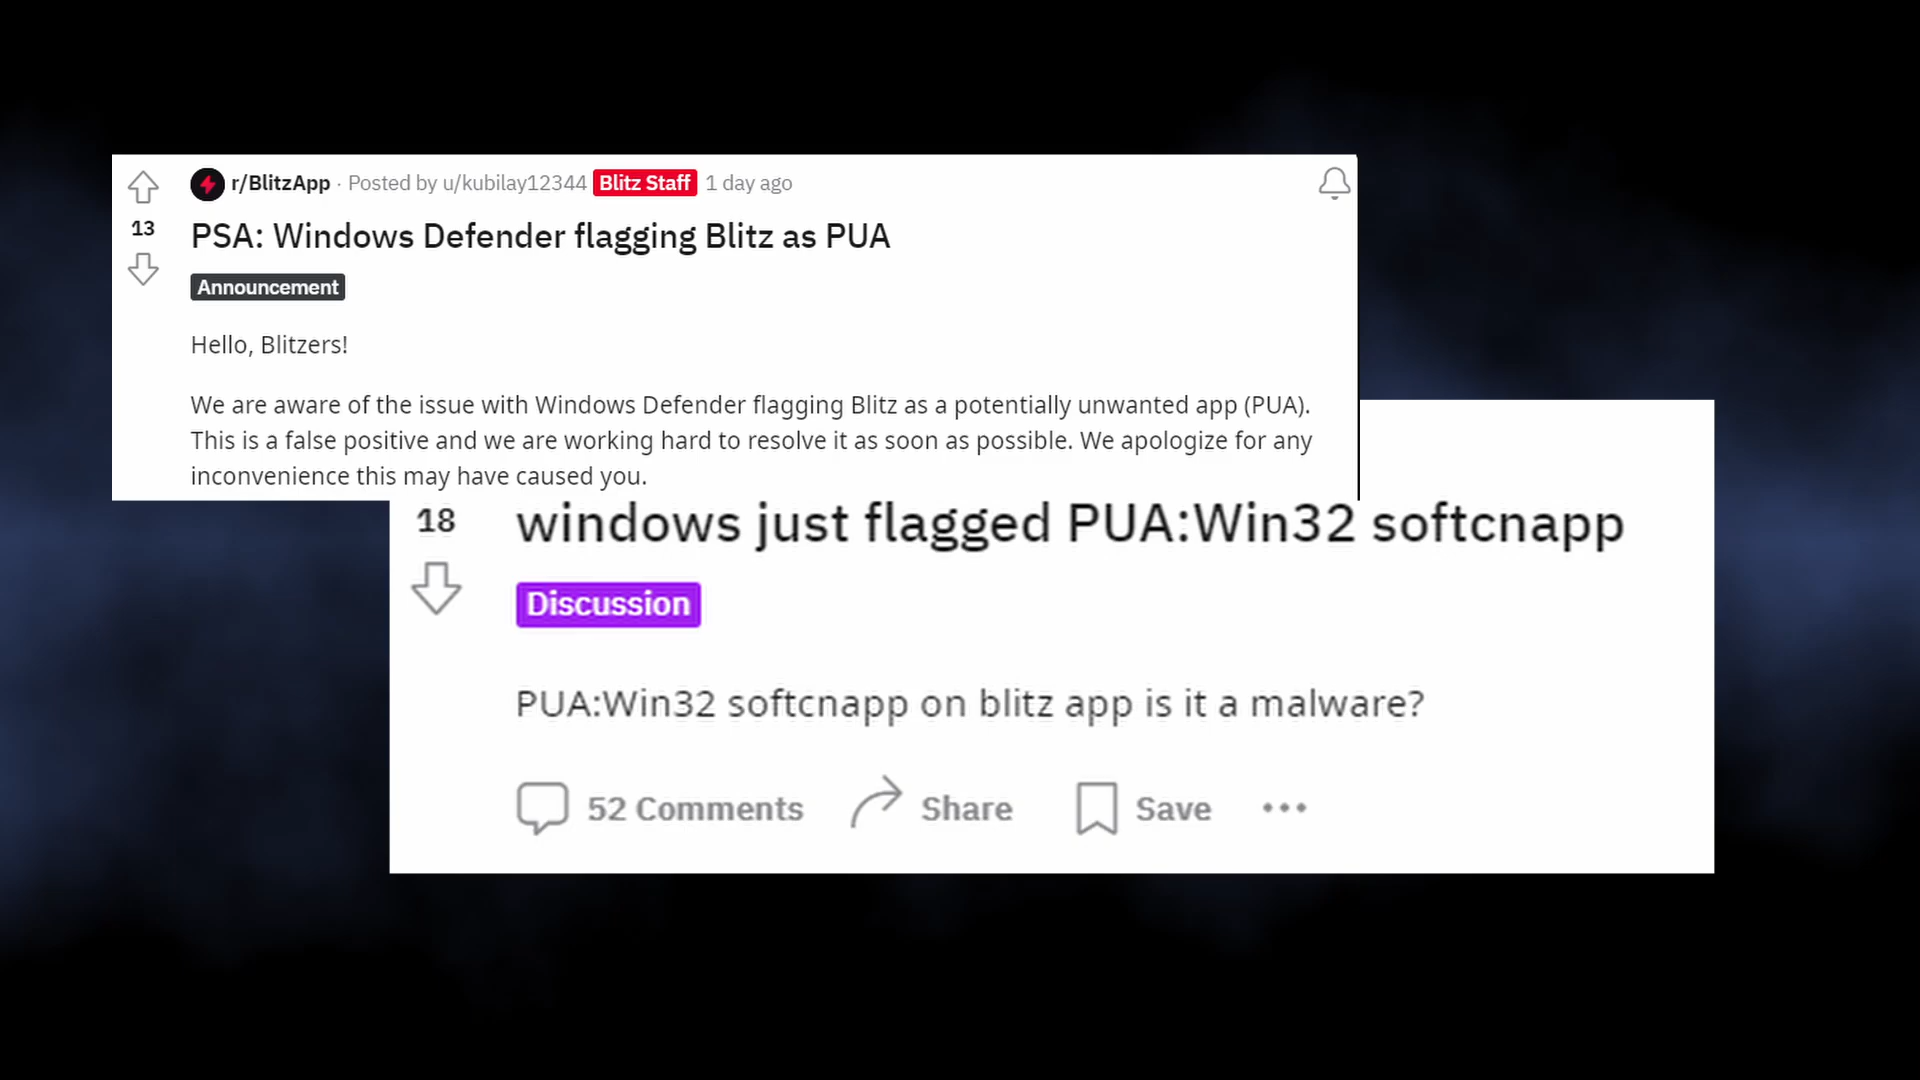 r/BlitzApp · Posted by u/kubilay12344 Blitz Staff 1 day ago
13
PSA: Windows Defender flagging Blitz as PUA
Announcement
Hello, Blitzers!
We are aware of the issue with Windows Defender flagging Blitz as a potentially unwanted app (PUA).
This is a false positive and we are working hard to resolve it as soon as possible. We apologize for any
inconvenience this may have caused you.
18
windows just flagged PUA:Win32 softcnapp
Discussion
PUA:Win32 softcnapp on blitz app is it a malware?
52 Comments Share Save